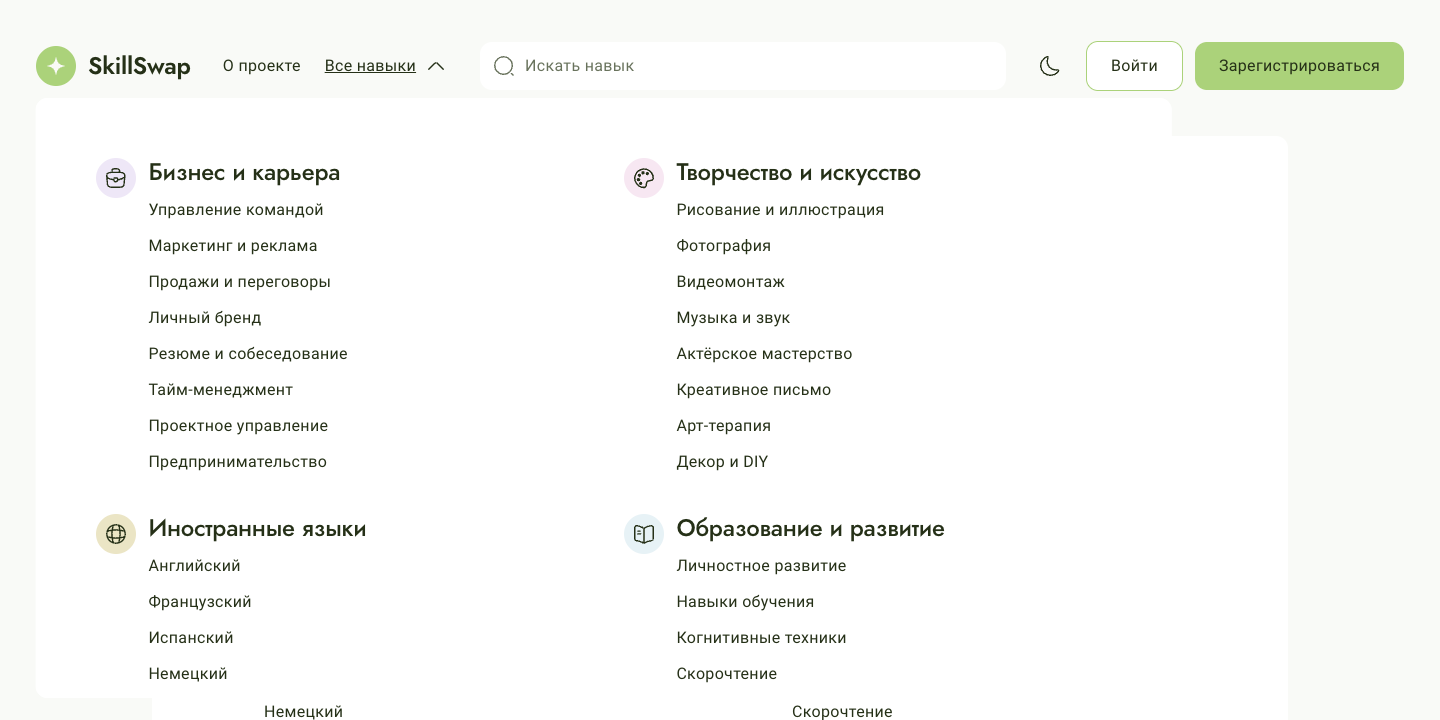 SkillSwap
О проекте
Все навыки
Искать навык
Войти
Зарегистрироваться
Бизнес и карьера
Управление командой
Маркетинг и реклама
Продажи и переговоры
Личный бренд
Резюме и собеседование
Тайм-менеджмент
Проектное управление
Предпринимательство
Творчество и искусство
Рисование и иллюстрация
Фотография
Видеомонтаж
Музыка и звук
Актёрское мастерство
Креативное письмо
Арт-терапия
Декор и DIY
Иностранные языки
Английский
Французский
Испанский
Немецкий
Образование и развитие
Личностное развитие
Навыки обучения
Когнитивные техники
Скорочтение
Немецкий
Скорочтение